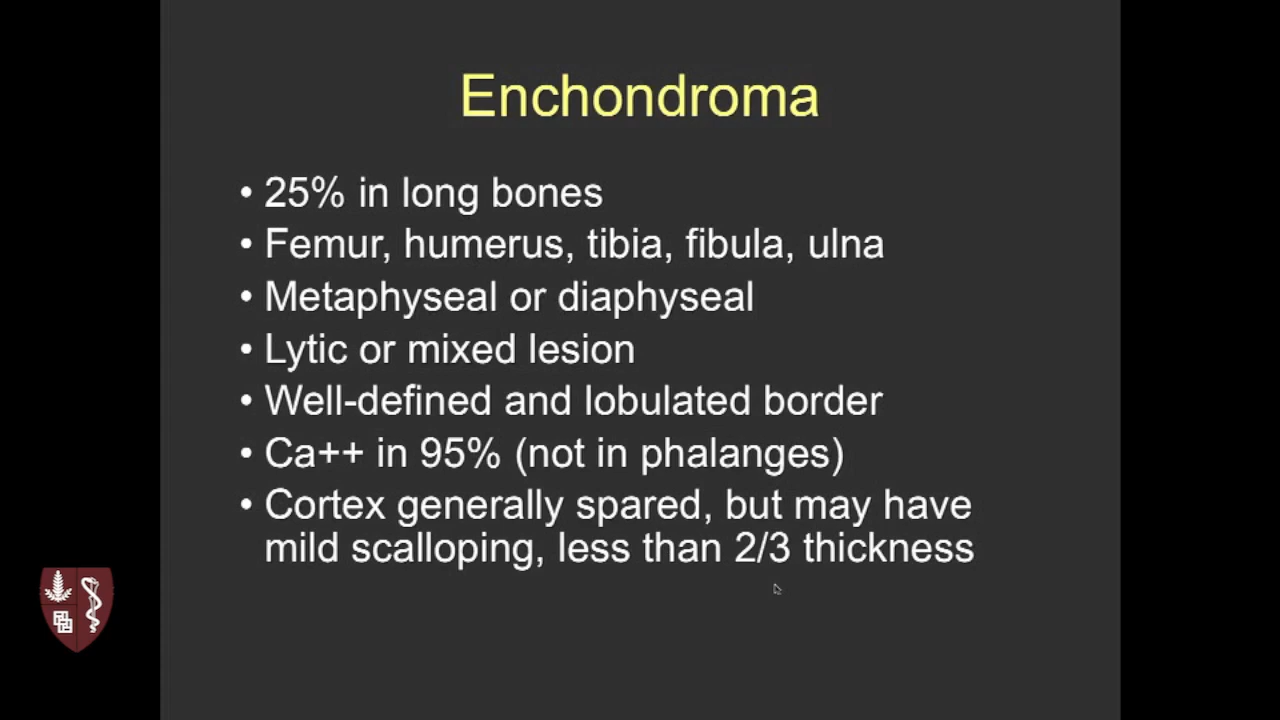 Enchondroma
• 25% in long bones
• Femur, humerus, tibia, fibula, ulna
• Metaphyseal or diaphyseal
• Lytic or mixed lesion
• Well-defined and lobulated border
• Ca++ in 95% (not in phalanges)
• Cortex generally spared, but may have
mild scalloping, less than 2/3 thickness